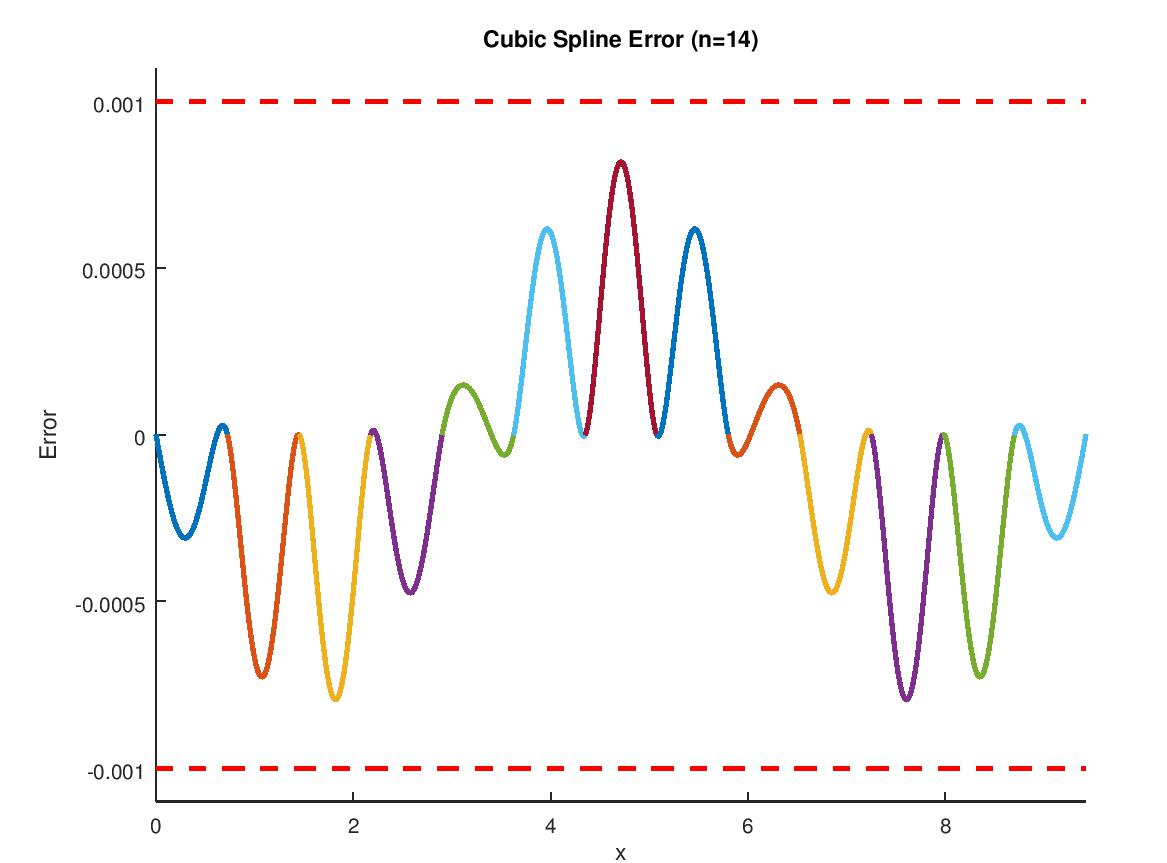 Cubic Spline Error (n=14)
0.001
0.0005
0
-0.0005
-0.001
Error
0 2 4 6 8
x